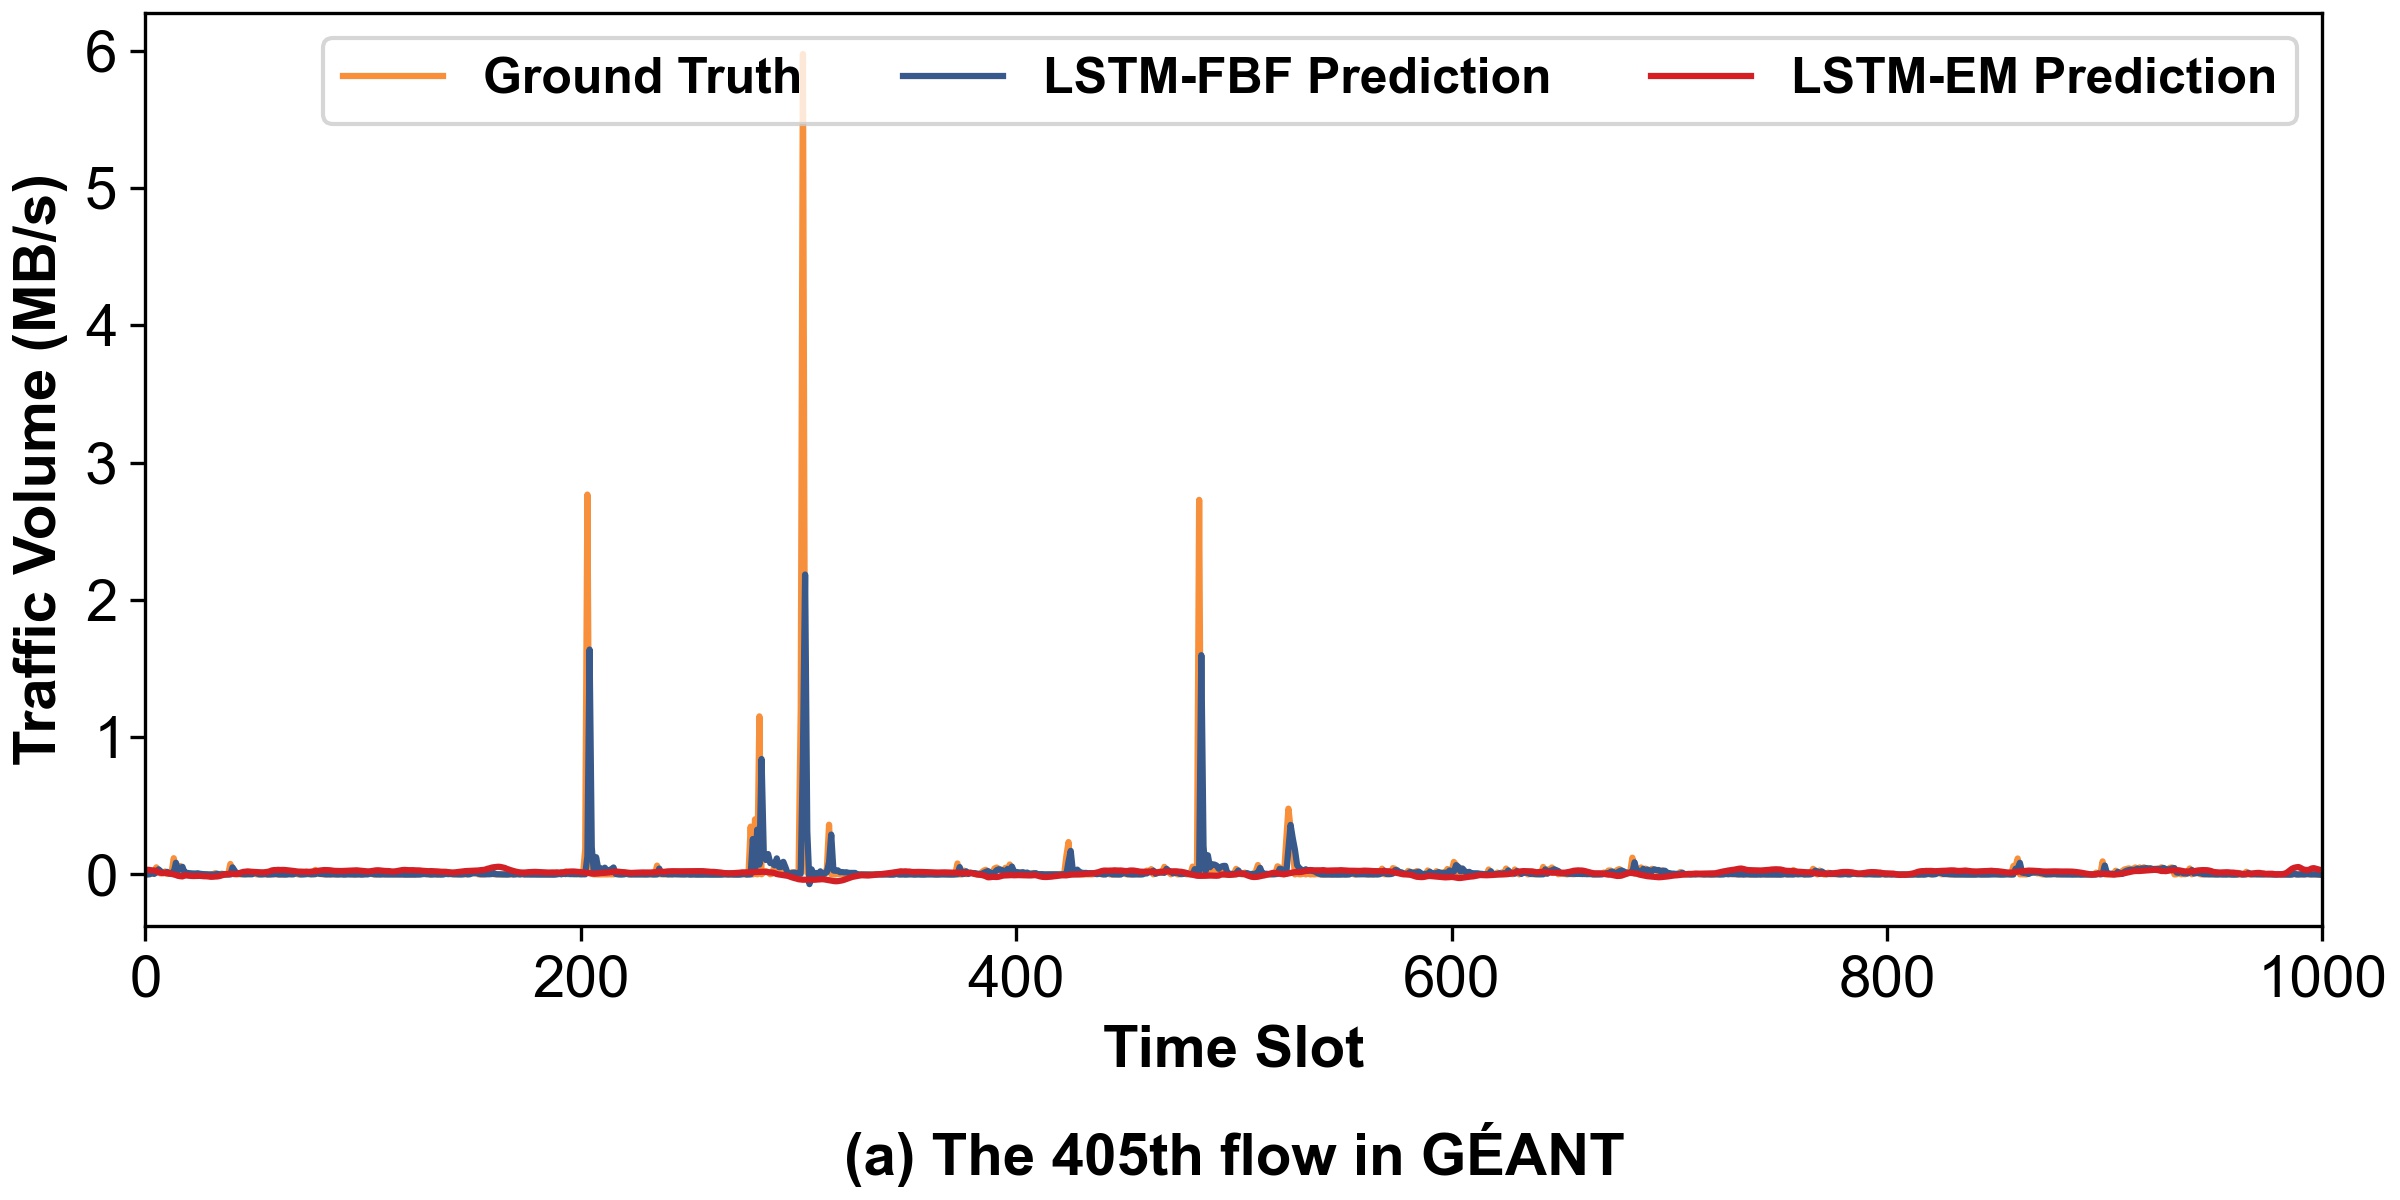 Ground Truth LSTM-FBF Prediction LSTM-EM Prediction
6
5
4
3
2
1
0
Traffic Volume (MB/s)
0 200 400 600 800 1000
Time Slot
(a) The 405th flow in GÉANT